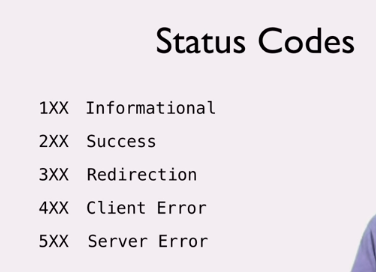 Status Codes
1XX Informational
2XX Success
3XX Redirection
4XX Client Error
5XX Server Error